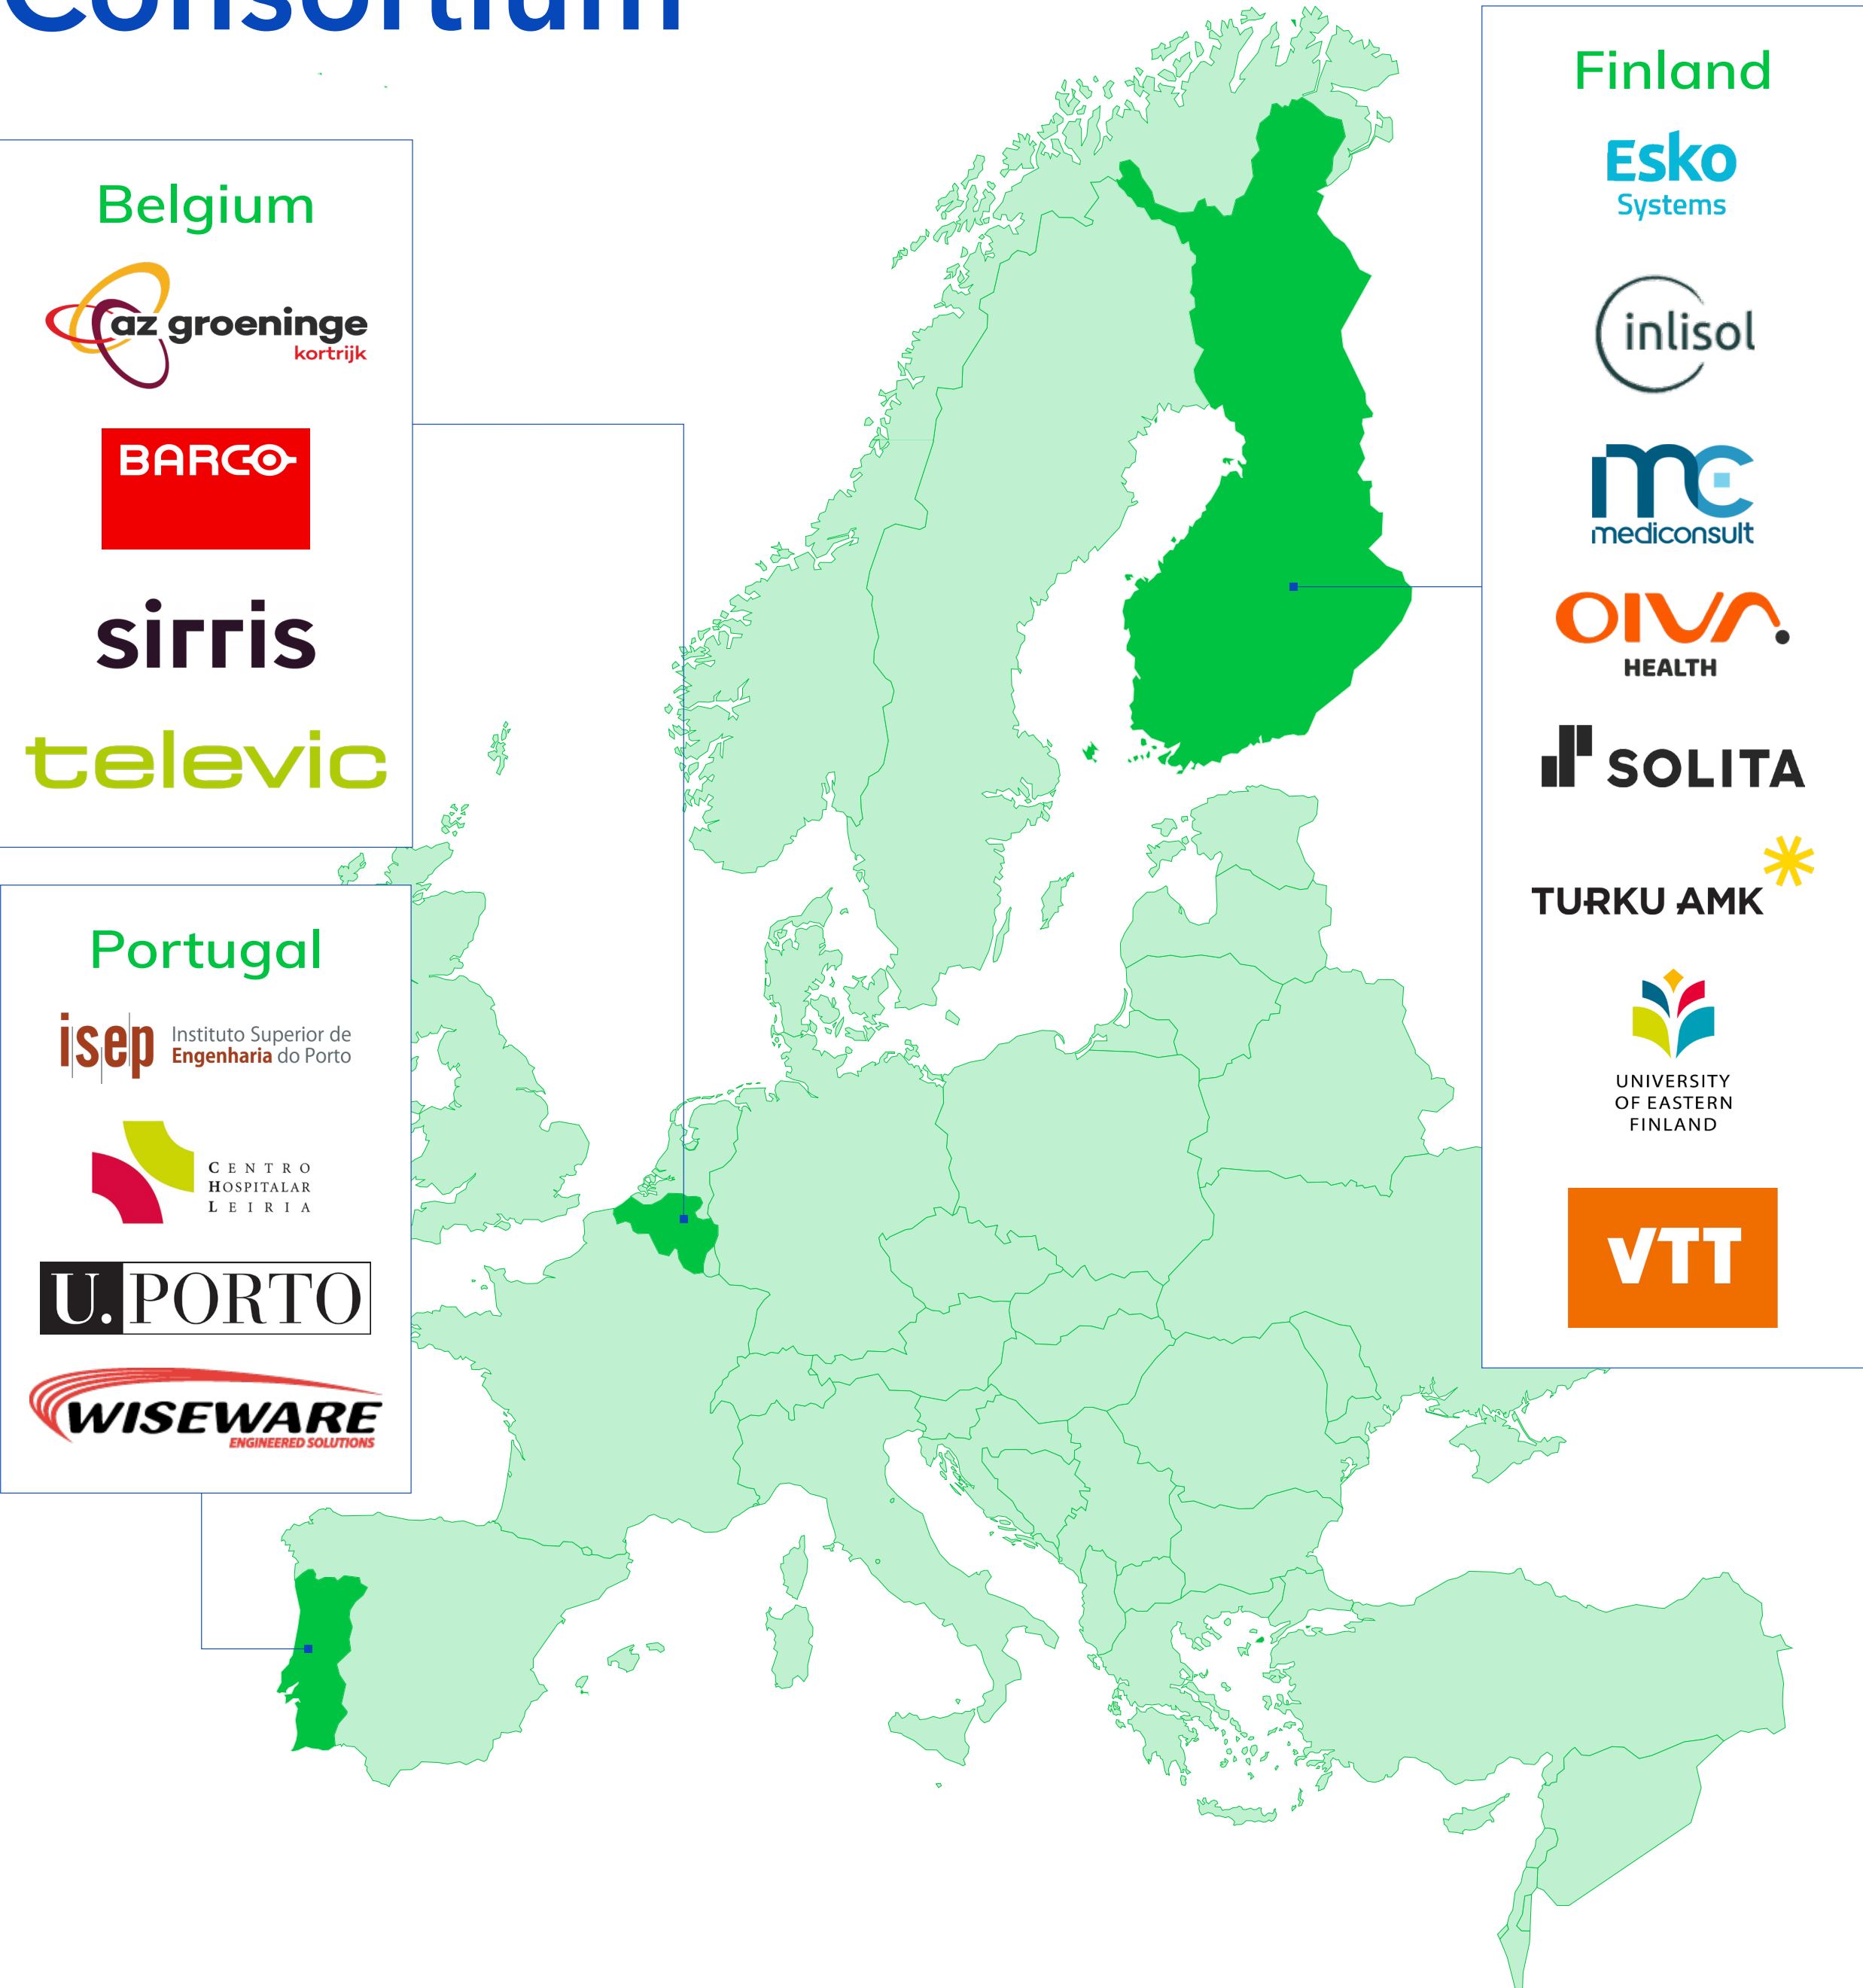 Consortium
Belgium
az groeninge
kortrijk
BARCO
sirris
televic
Portugal
isep Instituto Superior de
Engenharia do Porto
CENTRO
HOSPITALAR
LEIRIA
U.PORTO
WISEWARE
ENGINEERED SOLUTIONS
Finland
Esko
Systems
inlisol
mc
mediconsult
OIVA
HEALTH
SOLITA
TURKU AMK
UNIVERSITY
OF EASTERN
FINLAND
VTT